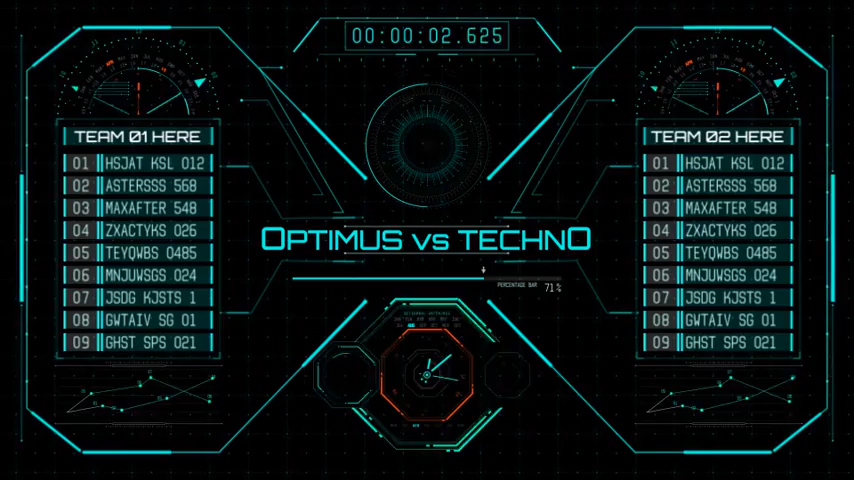 00:00:02.625
TEAM 01 HERE
01 HSJAT KSL 012
02 ASTERSSS 568
03 MAXAFTER 548
04 ZXACTYKS 026
05 TEYQWBS 0485
06 MNJUWSGS 024
07 JSDG KJSTS 1
08 GWTAIV SG 01
09 GHST SPS 021
OPTIMUS vs TECHNO
PERCENTAGE BAR 71%
TEAM 02 HERE
01 HSJAT KSL 012
02 ASTERSSS 568
03 MAXAFTER 548
04 ZXACTYKS 026
05 TEYQWBS 0485
06 MNJUWSGS 024
07 JSDG KJSTS 1
08 GWTAIV SG 01
09 GHST SPS 021